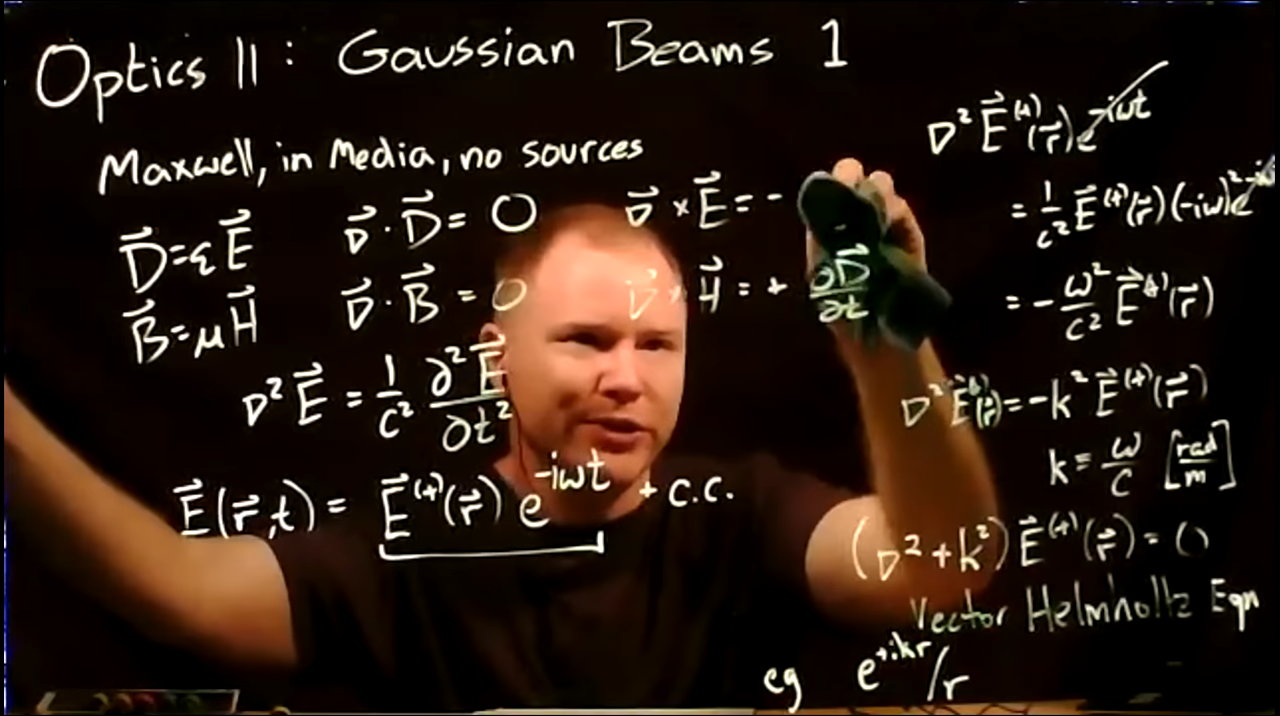 Optics II: Gaussian Beams 1
Maxwell, in Media, no sources
D⃗=εE⃗   ∇⃗·D⃗=0   ∇⃗×E⃗=-
B⃗=μH⃗   ∇⃗·B⃗=0   ∇⃗×H⃗=+ ∂D⃗/∂t
∇²E⃗ = 1/c² ∂²E⃗/∂t²
E⃗(r⃗,t) = E⃗⁽⁺⁾(r⃗) e^-iωt + c.c.
∇²E⃗⁽⁺⁾(r⃗)e^-iωt
= 1/c² E⃗⁽⁺⁾(r⃗)(-iω)²e^-i
= -ω²/c² E⃗⁽⁺⁾(r⃗)
∇²E⃗⁽⁺⁾(r⃗)=-k²E⃗⁽⁺⁾(r⃗)
k = ω/c [rad/m]
(∇²+k²)E⃗⁽⁺⁾(r⃗)=0
Vector Helmholtz Eqn
eg e^+ikr/r